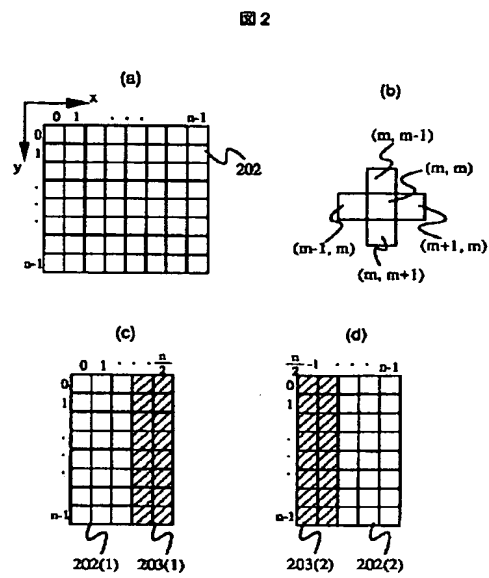 図 2
(a)
x
0 1 · · · n-1
0
1
y
·
·
·
n-1
202
(b)
(m, m-1)
(m, m)
(m-1, m)
(m+1, m)
(m, m+1)
(c)
0 1 · · · n/2
0
1
·
·
·
n-1
202(1) 203(1)
(d)
n/2 -1 · · · n-1
0
1
·
·
·
n-1
203(2) 202(2)